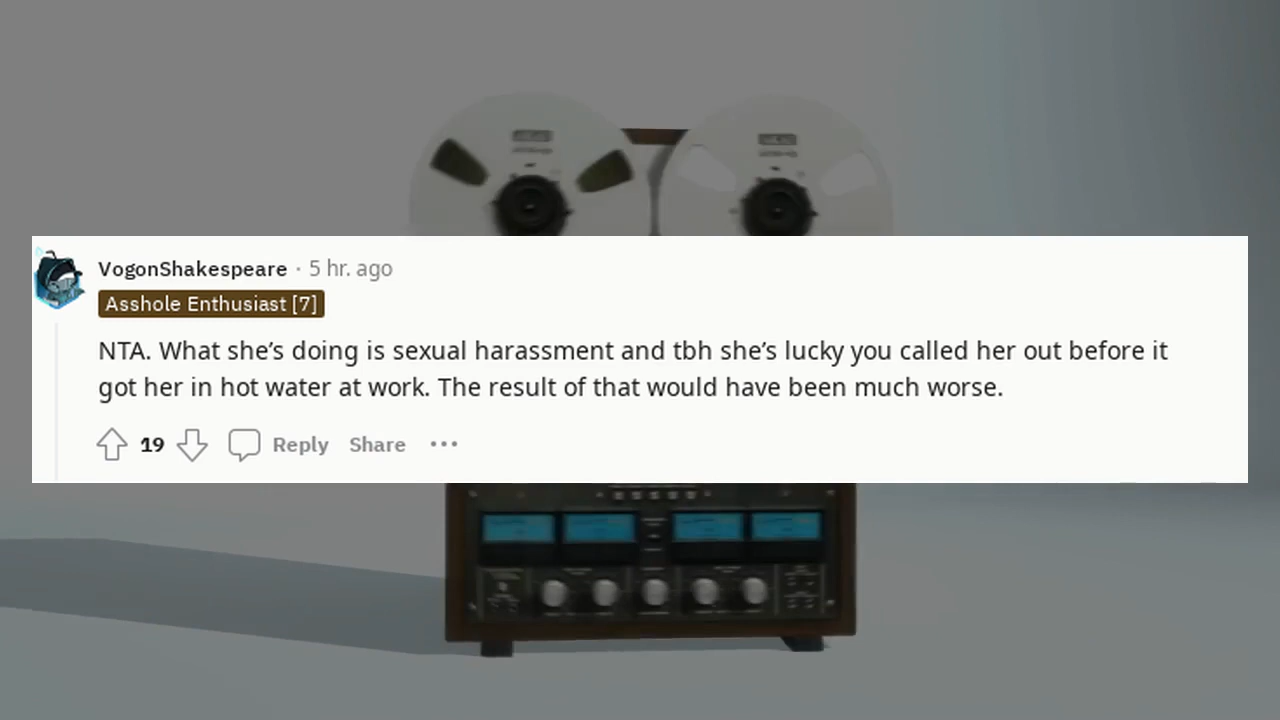 VogonShakespeare · 5 hr. ago
Asshole Enthusiast [7]
NTA. What she’s doing is sexual harassment and tbh she’s lucky you called her out before it
got her in hot water at work. The result of that would have been much worse.
19 Reply Share ···